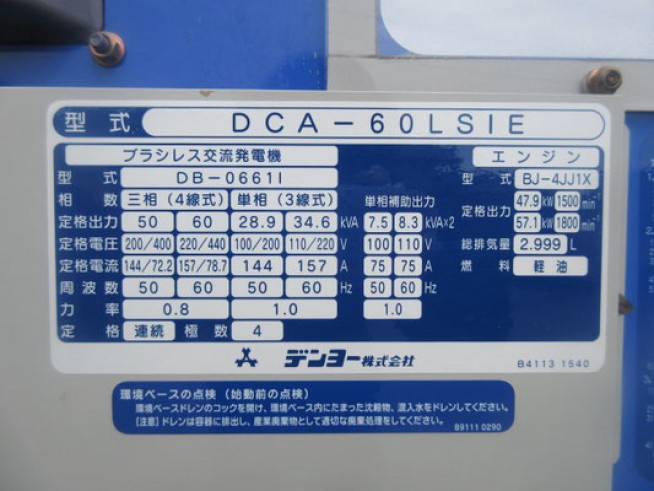 型式 DCA-60LSIE
ブラシレス交流発電機 エンジン
型式 DB-0661I 型式 BJ-4JJ1X
相数 三相(4線式) 単相(3線式) 単相補助出力 47.9 kW 1500 min⁻¹
定格出力 50 60 28.9 34.6 kVA 7.5 8.3 kVA×2 定格出力 57.1 kW 1800 min⁻¹
定格電圧 200/400 220/440 100/200 110/220 V 100 110 V 総排気量 2.999 L
定格電流 144/72.2 157/78.7 144 157 A 75 75 A 燃料 軽油
周波数 50 60 50 60 Hz 50 60 Hz
力率 0.8 1.0 1.0
定格 連続 極数 4
デンヨー株式会社 B4113 1540
環境ベースの点検(始動前の点検)
環境ベースドレンのコックを開け、環境ベース内にたまった沈殿物、混入水をドレンしてください。
[注意]ドレンは容器に排出し、産業廃棄物として適切な廃棄処理をしてください。
B9111 0290